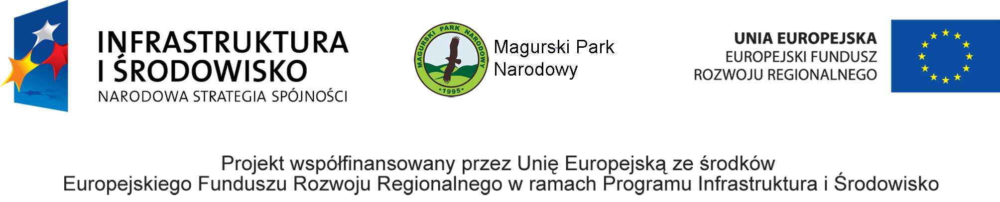 INFRASTRUKTURA
I ŚRODOWISKO
NARODOWA STRATEGIA SPÓJNOŚCI
MAGURSKI PARK NARODOWY
•1995•
Magurski Park
Narodowy
UNIA EUROPEJSKA
EUROPEJSKI FUNDUSZ
ROZWOJU REGIONALNEGO
Projekt współfinansowany przez Unię Europejską ze środków
Europejskiego Funduszu Rozwoju Regionalnego w ramach Programu Infrastruktura i Środowisko